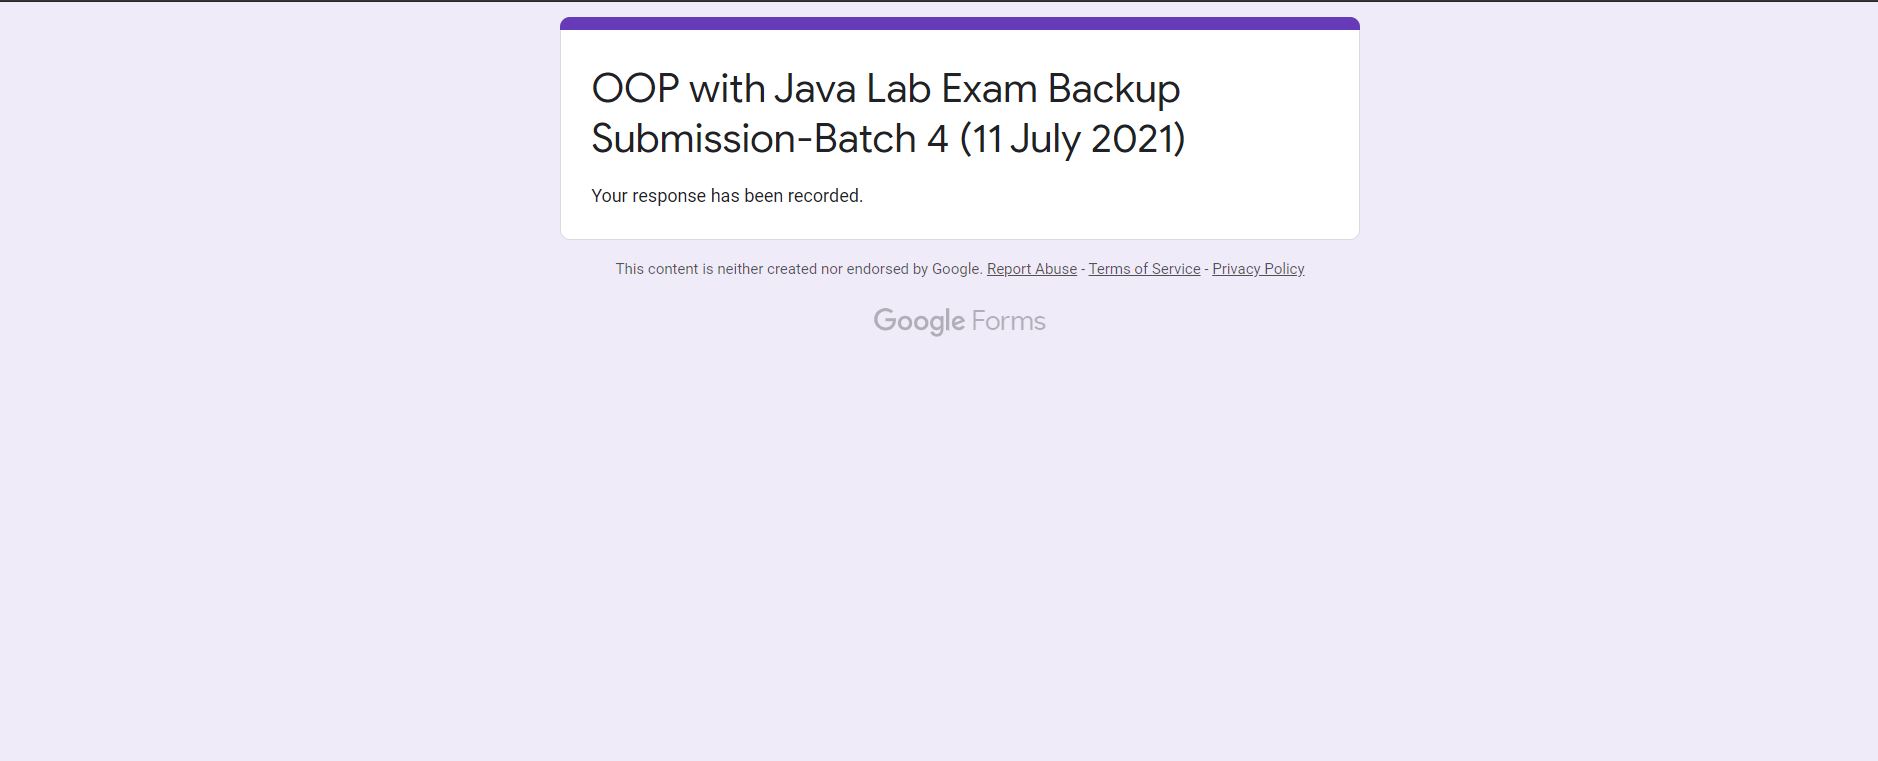 OOP with Java Lab Exam Backup
Submission-Batch 4 (11 July 2021)
Your response has been recorded.
This content is neither created nor endorsed by Google. Report Abuse - Terms of Service - Privacy Policy
Google Forms